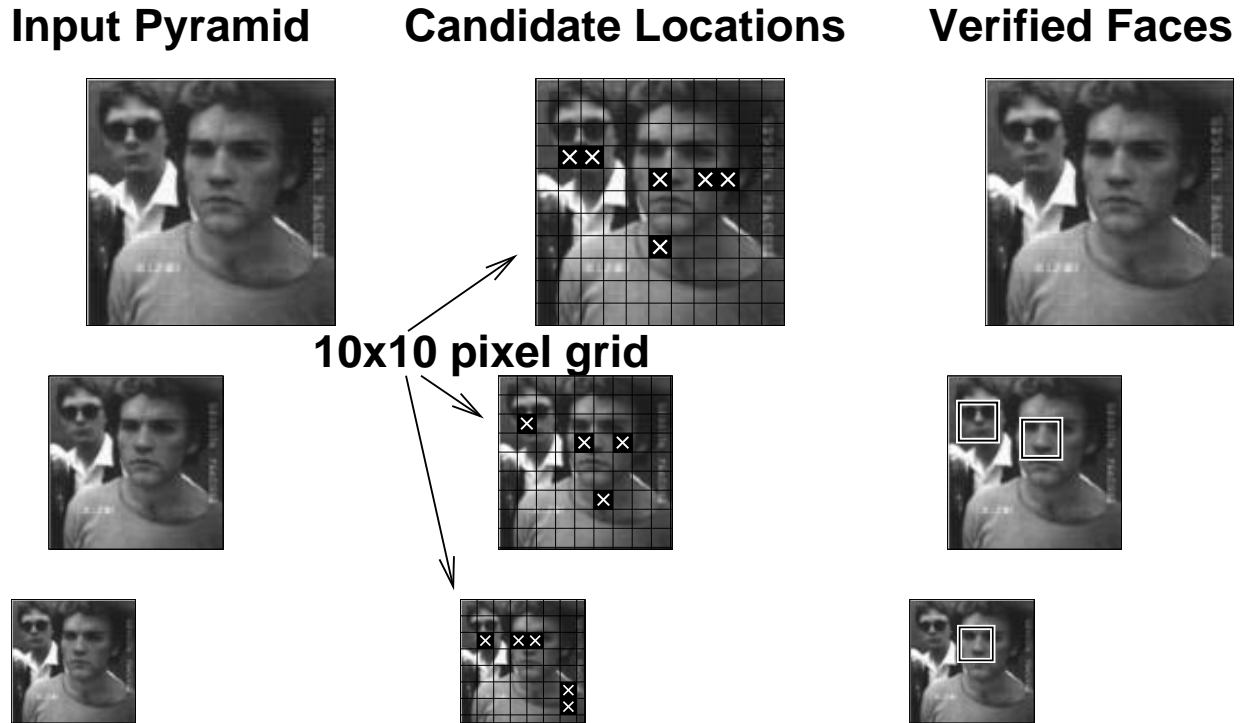 Input Pyramid
Candidate Locations
Verified Faces
10x10 pixel grid